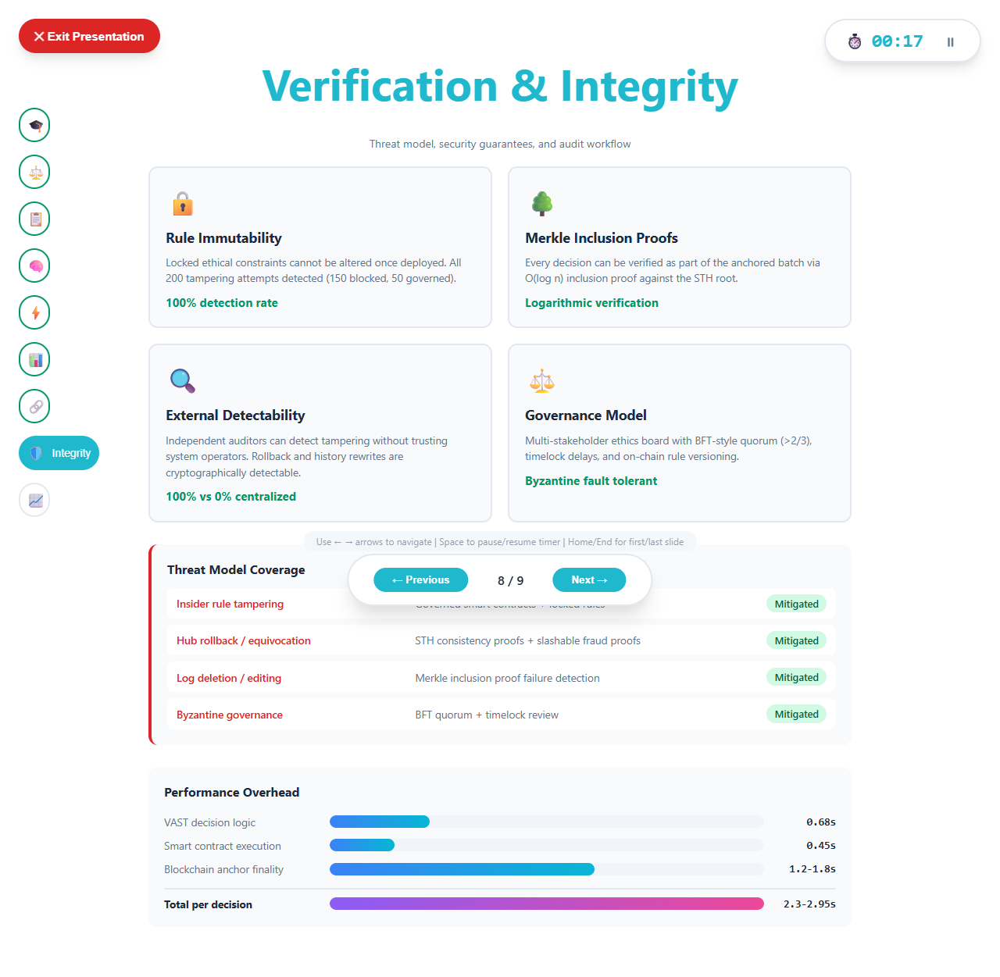 Exit Presentation
00:17
Verification & Integrity
Threat model, security guarantees, and audit workflow
Rule Immutability
Locked ethical constraints cannot be altered once deployed. All
200 tampering attempts detected (150 blocked, 50 governed).
100% detection rate
Merkle Inclusion Proofs
Every decision can be verified as part of the anchored batch via
O(log n) inclusion proof against the STH root.
Logarithmic verification
External Detectability
Independent auditors can detect tampering without trusting
system operators. Rollback and history rewrites are
cryptographically detectable.
100% vs 0% centralized
Governance Model
Multi-stakeholder ethics board with BFT-style quorum (>2/3),
timelock delays, and on-chain rule versioning.
Byzantine fault tolerant
Integrity
Use ← → arrows to navigate | Space to pause/resume timer | Home/End for first/last slide
← Previous
8 / 9
Next →
Threat Model Coverage
Insider rule tampering
Governed smart contracts + locked rules
Mitigated
Hub rollback / equivocation
STH consistency proofs + slashable fraud proofs
Mitigated
Log deletion / editing
Merkle inclusion proof failure detection
Mitigated
Byzantine governance
BFT quorum + timelock review
Mitigated
Performance Overhead
VAST decision logic
0.68s
Smart contract execution
0.45s
Blockchain anchor finality
1.2-1.8s
Total per decision
2.3-2.95s